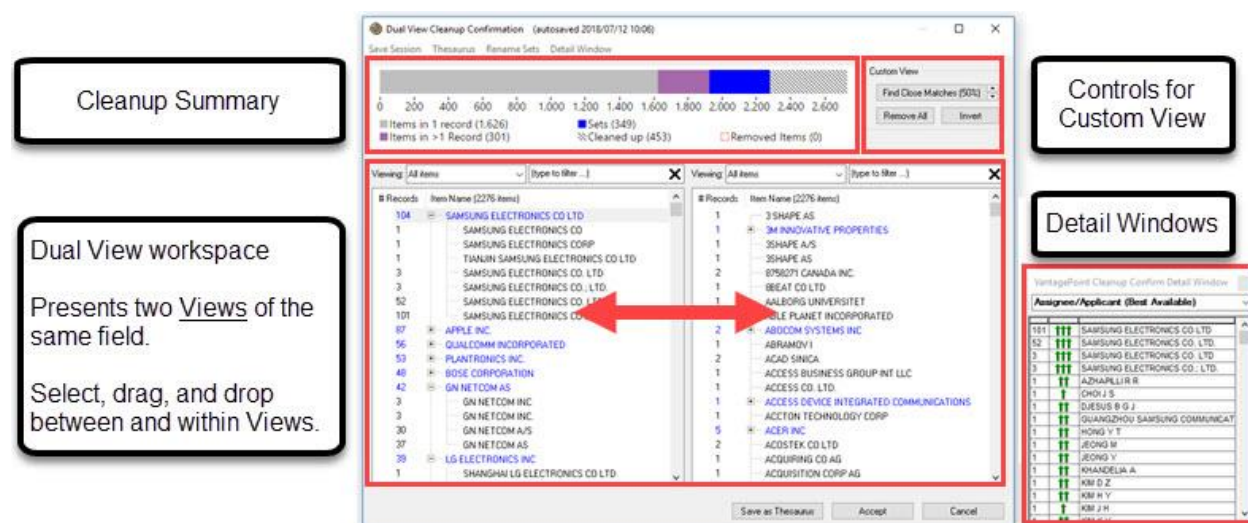 Dual View Cleanup Confirmation (autosaved 2018/07/12 10:06)
Save Session Thesaurus Rename Sets Detail Window
Cleanup Summary
0 200 400 600 800 1.000 1.200 1.400 1.600 1.800 2.000 2.200 2.400 2.600
Items in 1 record (1.626) Sets (349)
Items in >1 Record (301) Cleaned up (453) Removed Items (0)
Custom View
Find Close Matches (50%)
Remove All Invert
Controls for
Custom View
Dual View workspace
Presents two Views of the
same field.
Select, drag, and drop
between and within Views.
Viewing: All items (type to filter ...)
# Records Item Name (2276 items)
104 SAMSUNG ELECTRONICS CO LTD
1 SAMSUNG ELECTRONICS CO
1 SAMSUNG ELECTRONICS CORP
1 TIANJIN SAMSUNG ELECTRONICS CO LTD
3 SAMSUNG ELECTRONICS CO. LTD
3 SAMSUNG ELECTRONICS CO.; LTD.
52 SAMSUNG ELECTRONICS CO. LTD.
101 SAMSUNG ELECTRONICS CO
87 APPLE INC.
56 QUALCOMM INCORPORATED
53 PLANTRONICS INC.
48 BOSE CORPORATION
42 GN NETCOM AS
3 GN NETCOM INC
3 GN NETCOM INC.
30 GN NETCOM A/S
37 GN NETCOM AS
39 LG ELECTRONICS INC
1 SHANGHAI LG ELECTRONICS CO LTD.
Viewing: All items (type to filter ...)
# Records Item Name (2276 items)
1 3 SHAPE AS
1 3M INNOVATIVE PROPERTIES
1 3SHAPE A/S
1 3SHAPE AS
2 8758271 CANADA INC.
1 8BEAT CO LTD
1 AALBORG UNIVERSITET
PLANET INCORPORATED
2 ABOCOM SYSTEMS INC
1 ABRAMOV I
2 ACAD SINICA
1 ACCESS BUSINESS GROUP INT LLC
1 ACCESS CO. LTD.
1 ACCESS DEVICE INTEGRATED COMMUNICATIONS
1 ACCTON TECHNOLOGY CORP
5 ACER INC
2 ACOSTEK CO LTD
1 ACQUIRING CO AG
1 ACQUISITION CORP AG
Save as Thesaurus Accept Cancel
Detail Windows
VantagePoint Cleanup Confirm Detail Window
Assignee/Applicant (Best Available)
101 SAMSUNG ELECTRONICS CO LTD
52 SAMSUNG ELECTRONICS CO. LTD.
3 SAMSUNG ELECTRONICS CO. LTD
3 SAMSUNG ELECTRONICS CO.; LTD.
1 AZHAPLLI R R
1 CHOI J S
1 DJESUS B G J
1 GUANGZHOU SAMSUNG COMMUNICAT
1 HONG Y T
1 JEONG M
1 JEONG Y
1 KHANDELIA A
1 KIM D Z
1 KIM H Y
1 KIM J H